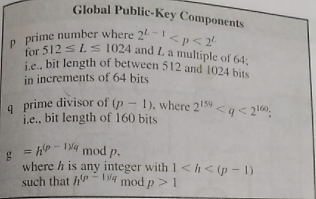 Global Public-Key Components
p prime number where 2^(L – 1) < p < 2^L
for 512 ≤ L ≤ 1024 and L a multiple of 64;
i.e., bit length of between 512 and 1024 bits
in increments of 64 bits
q prime divisor of (p – 1), where 2^159 < q < 2^160;
i.e., bit length of 160 bits
g = h^(p – 1)/q mod p,
where h is any integer with 1 < h < (p – 1)
such that h^(p – 1)/q mod p > 1